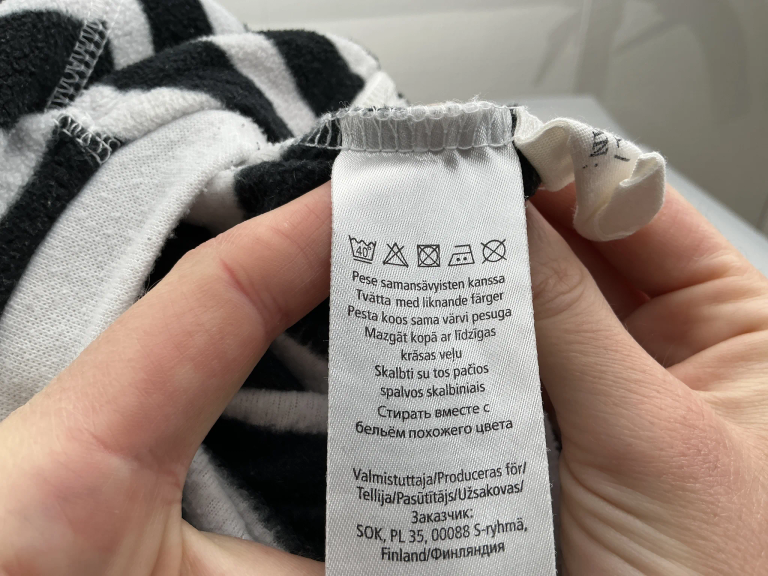 40°
Pese samansävyisten kanssa
Tvätta med liknande färger
Pesta koos sama värvi pesuga
Mazgāt kopā ar līdzīgas
krāsas veļu
Skalbti su tos pačios
spalvos skalbiniais
Стирать вместе с
бельём похожего цвета
Valmistuttaja/Produceras för/
Tellija/Pasūtītājs/Užsakovas/
Заказчик:
SOK, PL 35, 00088 S-ryhmä,
Finland/Финляндия